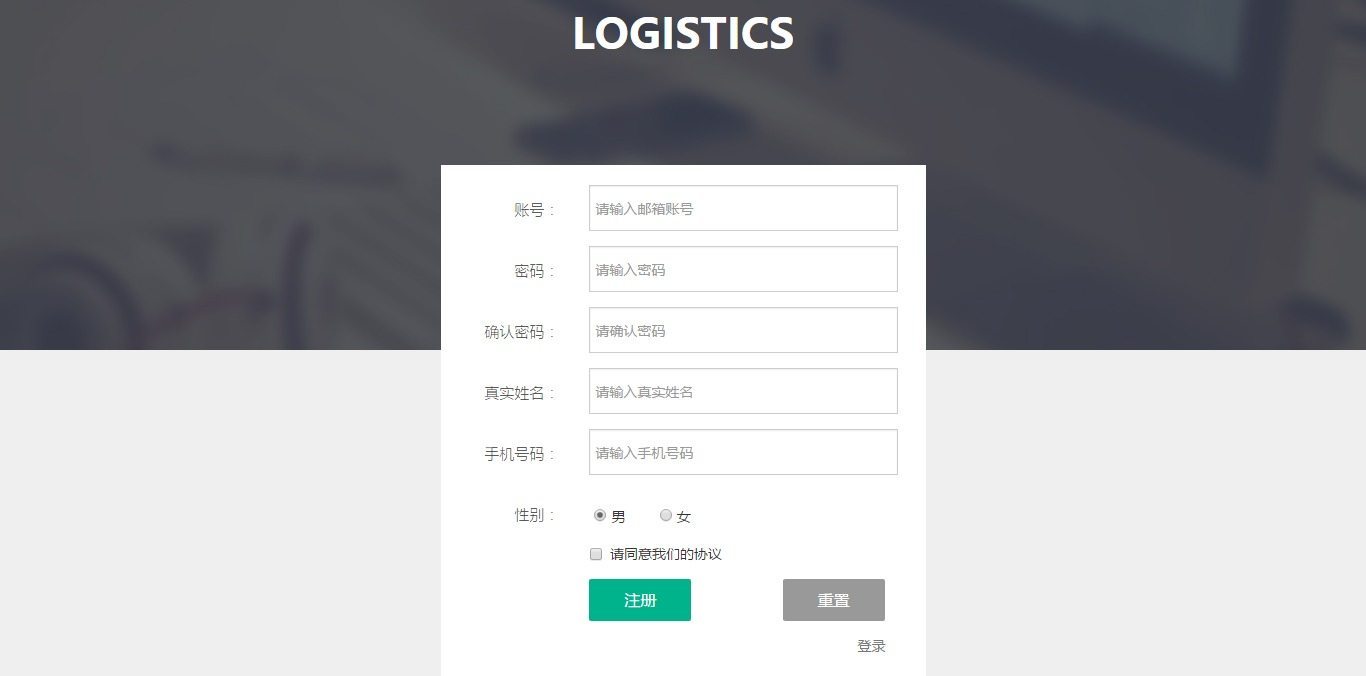 LOGISTICS
账号： 请输入邮箱账号
密码： 请输入密码
确认密码： 请确认密码
真实姓名： 请输入真实姓名
手机号码： 请输入手机号码
性别： 男 女
请同意我们的协议
注册 重置
登录